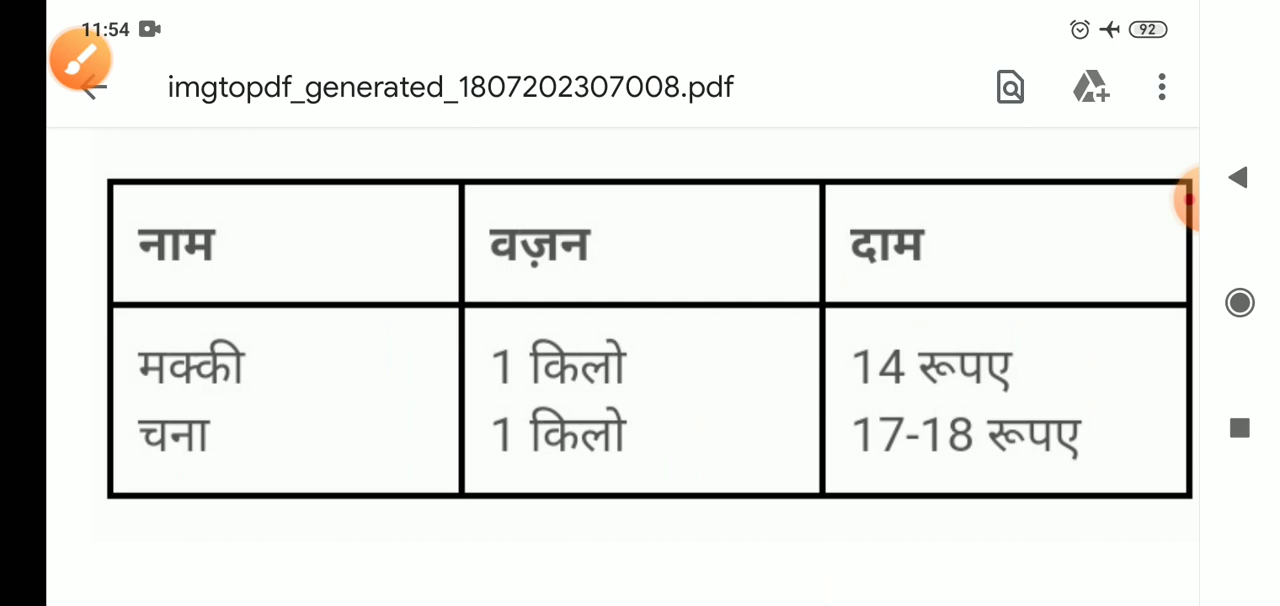 11:54
92
imgtopdf_generated_1807202307008.pdf
नाम वज़न दाम
मक्की 1 किलो 14 रूपए
चना 1 किलो 17-18 रूपए